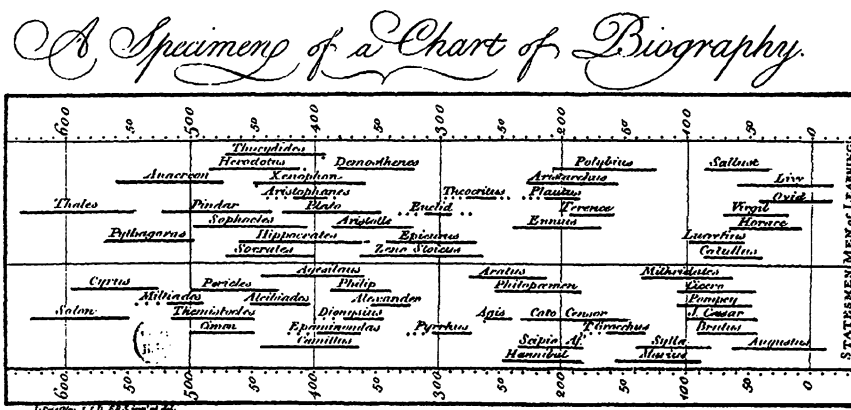 A Specimen of a Chart of Biography.
600 50 500 50 400 50 300 50 200 50 100 50 0
Thucydides
Herodotus Demosthenes Polybius Sallust
Anacreon Xenophon Aristarchus Livy
Aristophanes Theocritus Plautus Ovid
Thales Pindar Plato Euclid Terence Virgil
Sophocles Aristotle Ennius Horace
Pythagoras Hippocrates Epicurus Lucretius
Socrates Zeno Stoicus Catullus
MEN of LEARNING
Agesilaus Aratus Mithridates
Cyrus Pericles Philip Philopœmen Cicero
Miltiades Alcibiades Alexander Pompey
Solon Themistocles Dionysius Agis Cato Censor J. Cæsar
Cimon Epaminondas Pyrrhus T. Gracchus Brutus
Camillus Scipio Af. Sylla Augustus
Hannibal Marius
STATESMEN
600 50 500 50 400 50 300 50 200 50 100 50 0